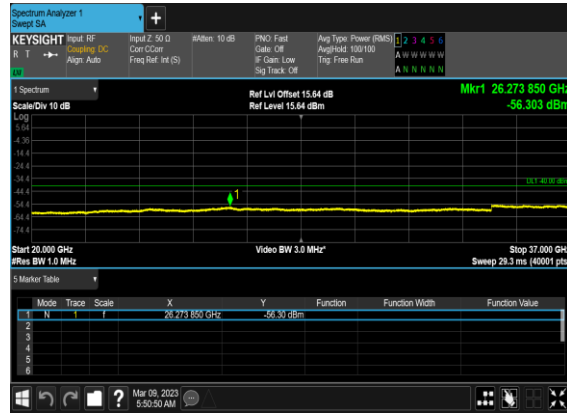 Spectrum Analyzer 1
Swept SA
+
KEYSIGHT Input: RF Input Z: 50 Ω #Atten: 10 dB PNO: Fast Avg Type: Power (RMS) 1 2 3 4 5 6
R T Coupling: DC Corr CCorr Gate: Off Avg|Hold: 100/100 A W W W W W
Align: Auto Freq Ref: Int (S) IF Gain: Low Trig: Free Run
Sig Track: Off A N N N N N
1 Spectrum Ref Lvl Offset 15.64 dB Mkr1 26.273 850 GHz
Scale/Div 10 dB Ref Level 15.64 dBm -56.303 dBm
Log
5.64
-4.36
-14.4
-24.4
-34.4
DL1 -40.00 dBm
-44.4
1
-54.4
-64.4
-74.4
Start 20.000 GHz Video BW 3.0 MHz* Stop 37.000 GHz
#Res BW 1.0 MHz Sweep 29.3 ms (40001 pts)
5 Marker Table
Mode Trace Scale X Y Function Function Width Function Value
1 N 1 f 26.273 850 GHz -56.30 dBm
2
3
4
5
6
? Mar 09, 2023
5:50:50 AM